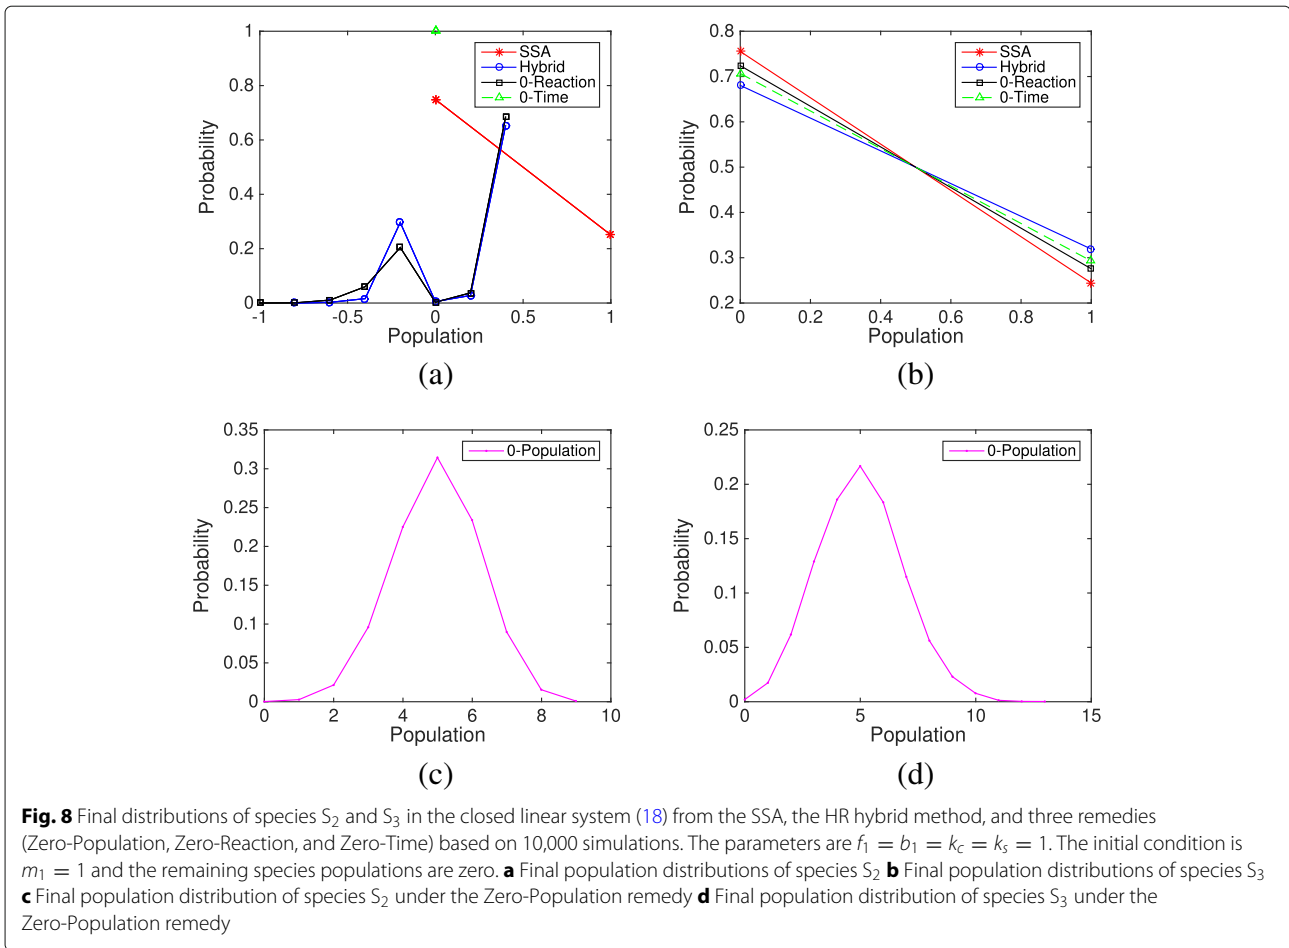 1
0.8
0.6
0.4
0.2
0
Probability
-1
-0.5
0
0.5
1
Population
SSA
Hybrid
0-Reaction
0-Time
(a)
0.8
0.7
0.6
0.5
0.4
0.3
0.2
Probability
0
0.2
0.4
0.6
0.8
1
Population
SSA
Hybrid
0-Reaction
0-Time
(b)
0.35
0.3
0.25
0.2
0.15
0.1
0.05
0
Probability
0
2
4
6
8
10
Population
0-Population
(c)
0.25
0.2
0.15
0.1
0.05
0
Probability
0
5
10
15
Population
0-Population
(d)
Fig. 8 Final distributions of species S₂ and S₃ in the closed linear system (18) from the SSA, the HR hybrid method, and three remedies
(Zero-Population, Zero-Reaction, and Zero-Time) based on 10,000 simulations. The parameters are f₁ = b₁ = k_c = k_s = 1. The initial condition is
m₁ = 1 and the remaining species populations are zero. a Final population distributions of species S₂ b Final population distributions of species S₃
c Final population distribution of species S₂ under the Zero-Population remedy d Final population distribution of species S₃ under the
Zero-Population remedy